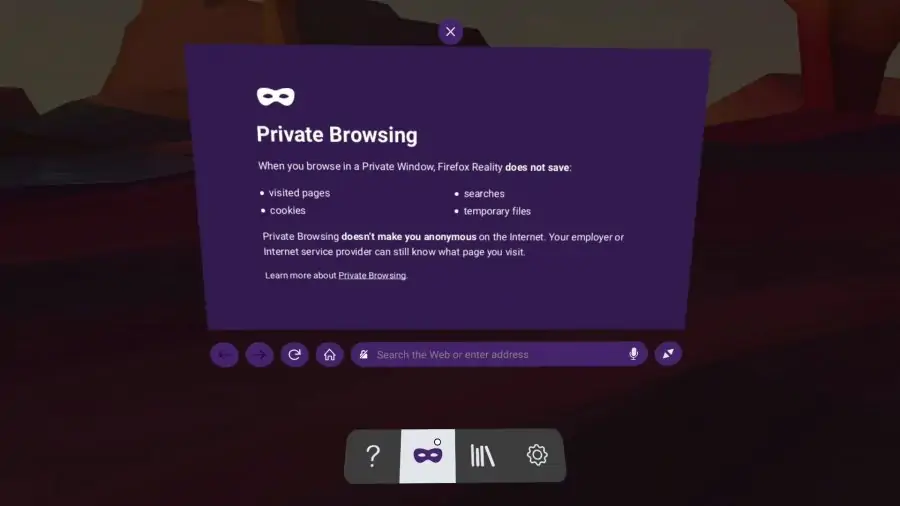 Private Browsing
When you browse in a Private Window, Firefox Reality does not save:
• visited pages
• searches
• cookies
• temporary files
Private Browsing doesn't make you anonymous on the Internet. Your employer or
Internet service provider can still know what page you visit.
Learn more about Private Browsing.
Search the Web or enter address
?